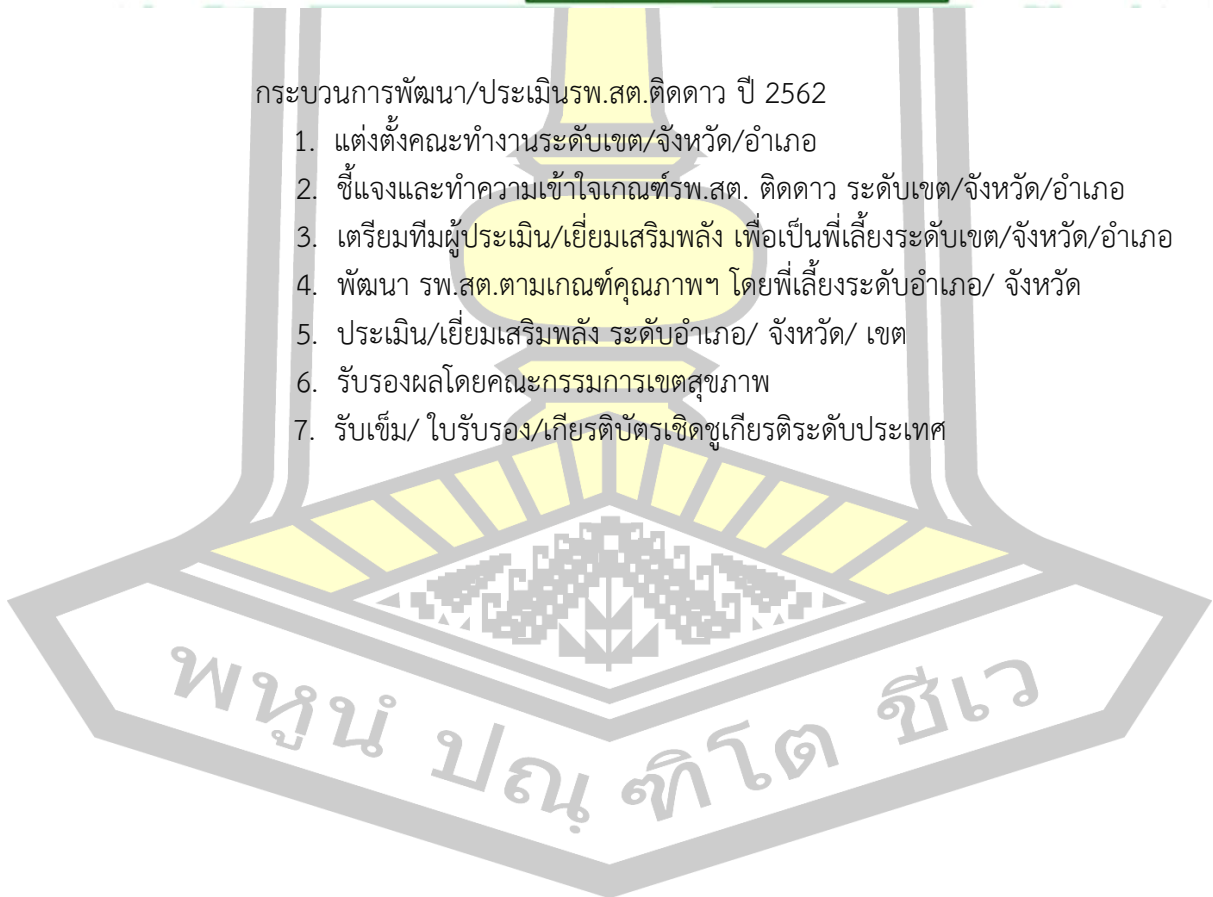 กระบวนการพัฒนา/ประเมินรพ.สต.ติดดาว ปี 2562
1. แต่งตั้งคณะทำงานระดับเขต/จังหวัด/อำเภอ
2. ชี้แจงและทำความเข้าใจเกณฑ์รพ.สต. ติดดาว ระดับเขต/จังหวัด/อำเภอ
3. เตรียมทีมผู้ประเมิน/เยี่ยมเสริมพลัง เพื่อเป็นพี่เลี้ยงระดับเขต/จังหวัด/อำเภอ
4. พัฒนา รพ.สต.ตามเกณฑ์คุณภาพฯ โดยพี่เลี้ยงระดับอำเภอ/ จังหวัด
5. ประเมิน/เยี่ยมเสริมพลัง ระดับอำเภอ/ จังหวัด/ เขต
6. รับรองผลโดยคณะกรรมการเขตสุขภาพ
7. รับเข็ม/ ใบรับรอง/เกียรติบัตรเชิดชูเกียรติระดับประเทศ
พหูนํ ปณฺฑิโต ชีเว